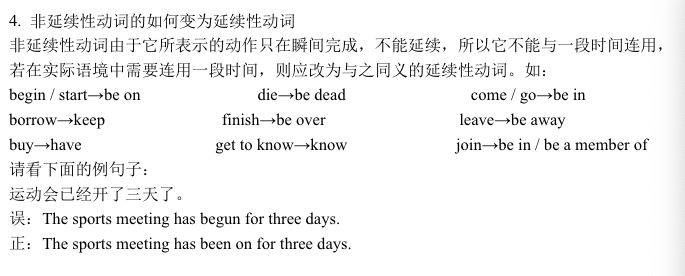 4. 非延续性动词的如何变为延续性动词
非延续性动词由于它所表示的动作只在瞬间完成，不能延续，所以它不能与一段时间连用，
若在实际语境中需要连用一段时间，则应改为与之同义的延续性动词。如：
begin / start→be on die→be dead come / go→be in
borrow→keep finish→be over leave→be away
buy→have get to know→know join→be in / be a member of
请看下面的例句子：
运动会已经开了三天了。
误：The sports meeting has begun for three days.
正：The sports meeting has been on for three days.